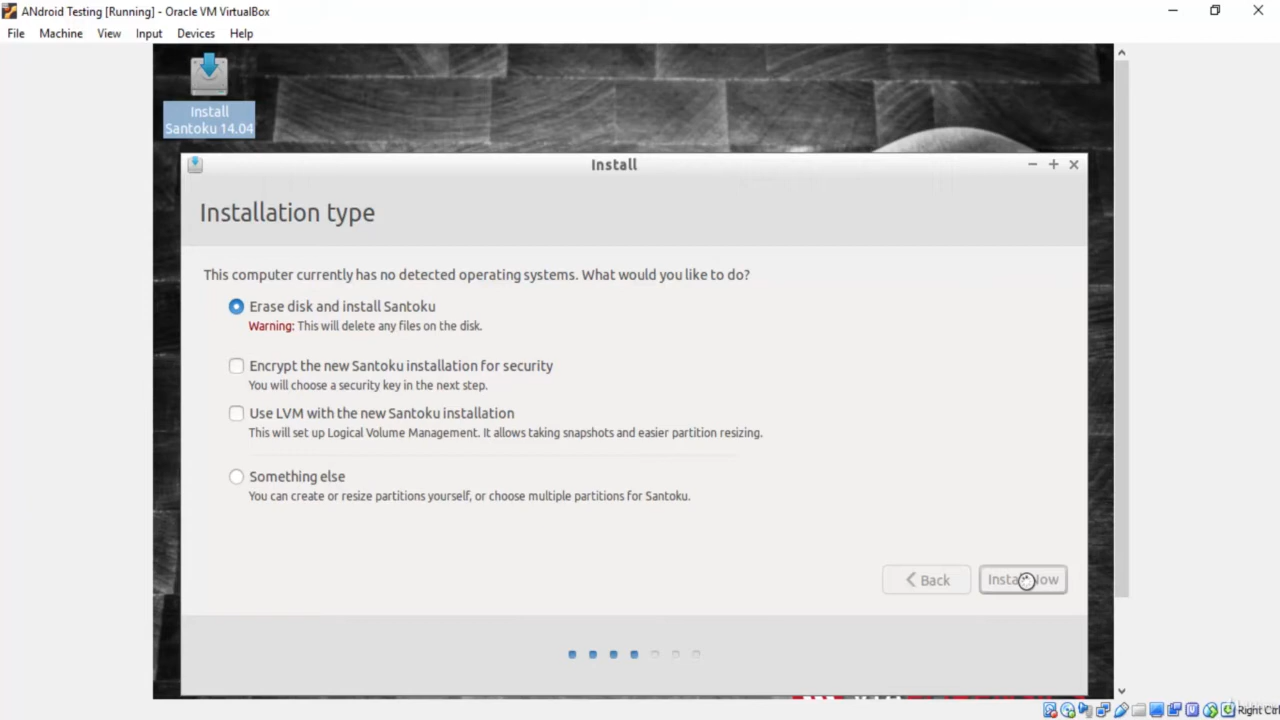 ANdroid Testing [Running] - Oracle VM VirtualBox
File Machine View Input Devices Help
Install
Santoku 14.04
Install
Installation type
This computer currently has no detected operating systems. What would you like to do?
Erase disk and install Santoku
Warning: This will delete any files on the disk.
Encrypt the new Santoku installation for security
You will choose a security key in the next step.
Use LVM with the new Santoku installation
This will set up Logical Volume Management. It allows taking snapshots and easier partition resizing.
Something else
You can create or resize partitions yourself, or choose multiple partitions for Santoku.
Back
Install Now
Right Ctrl